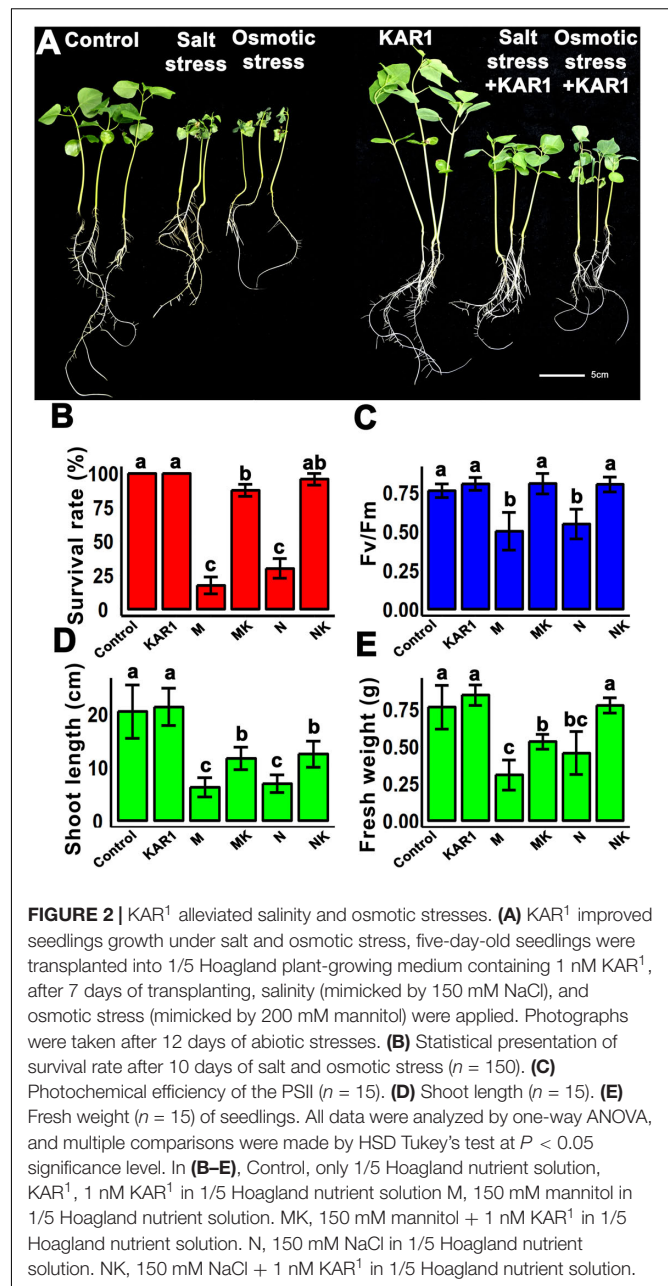 A
Control
Salt
stress
Osmotic
stress
KAR1
Salt
stress
+KAR1
Osmotic
stress
+KAR1
5cm
B
Survival rate (%)
100
75
50
25
0
a
a
c
b
c
ab
Control
KAR1
M
MK
N
NK
C
Fv/Fm
0.75
0.50
0.25
0.00
a
a
b
a
b
a
Control
KAR1
M
MK
N
NK
D
Shoot length (cm)
20
10
0
a
a
c
b
c
b
Control
KAR1
M
MK
N
NK
E
Fresh weight (g)
0.75
0.50
0.25
0.00
a
a
c
b
bc
a
Control
KAR1
M
MK
N
NK
FIGURE 2 | KAR¹ alleviated salinity and osmotic stresses. (A) KAR¹ improved
seedlings growth under salt and osmotic stress, five-day-old seedlings were
transplanted into 1/5 Hoagland plant-growing medium containing 1 nM KAR¹,
after 7 days of transplanting, salinity (mimicked by 150 mM NaCl), and
osmotic stress (mimicked by 200 mM mannitol) were applied. Photographs
were taken after 12 days of abiotic stresses. (B) Statistical presentation of
survival rate after 10 days of salt and osmotic stress (n = 150). (C)
Photochemical efficiency of the PSII (n = 15). (D) Shoot length (n = 15). (E)
Fresh weight (n = 15) of seedlings. All data were analyzed by one-way ANOVA,
and multiple comparisons were made by HSD Tukey's test at P < 0.05
significance level. In (B–E), Control, only 1/5 Hoagland nutrient solution,
KAR¹, 1 nM KAR¹ in 1/5 Hoagland nutrient solution M, 150 mM mannitol in
1/5 Hoagland nutrient solution. MK, 150 mM mannitol + 1 nM KAR¹ in 1/5
Hoagland nutrient solution. N, 150 mM NaCl in 1/5 Hoagland nutrient
solution. NK, 150 mM NaCl + 1 nM KAR¹ in 1/5 Hoagland nutrient solution.